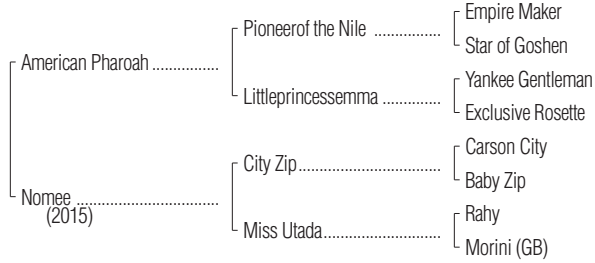 Empire Maker
Pioneerof the Nile ................
Star of Goshen
American Pharoah ................
Yankee Gentleman
Littleprincessemma ..............
Exclusive Rosette
Carson City
City Zip..................................
Baby Zip
Nomee ..................................
(2015)
Rahy
Miss Utada............................
Morini (GB)